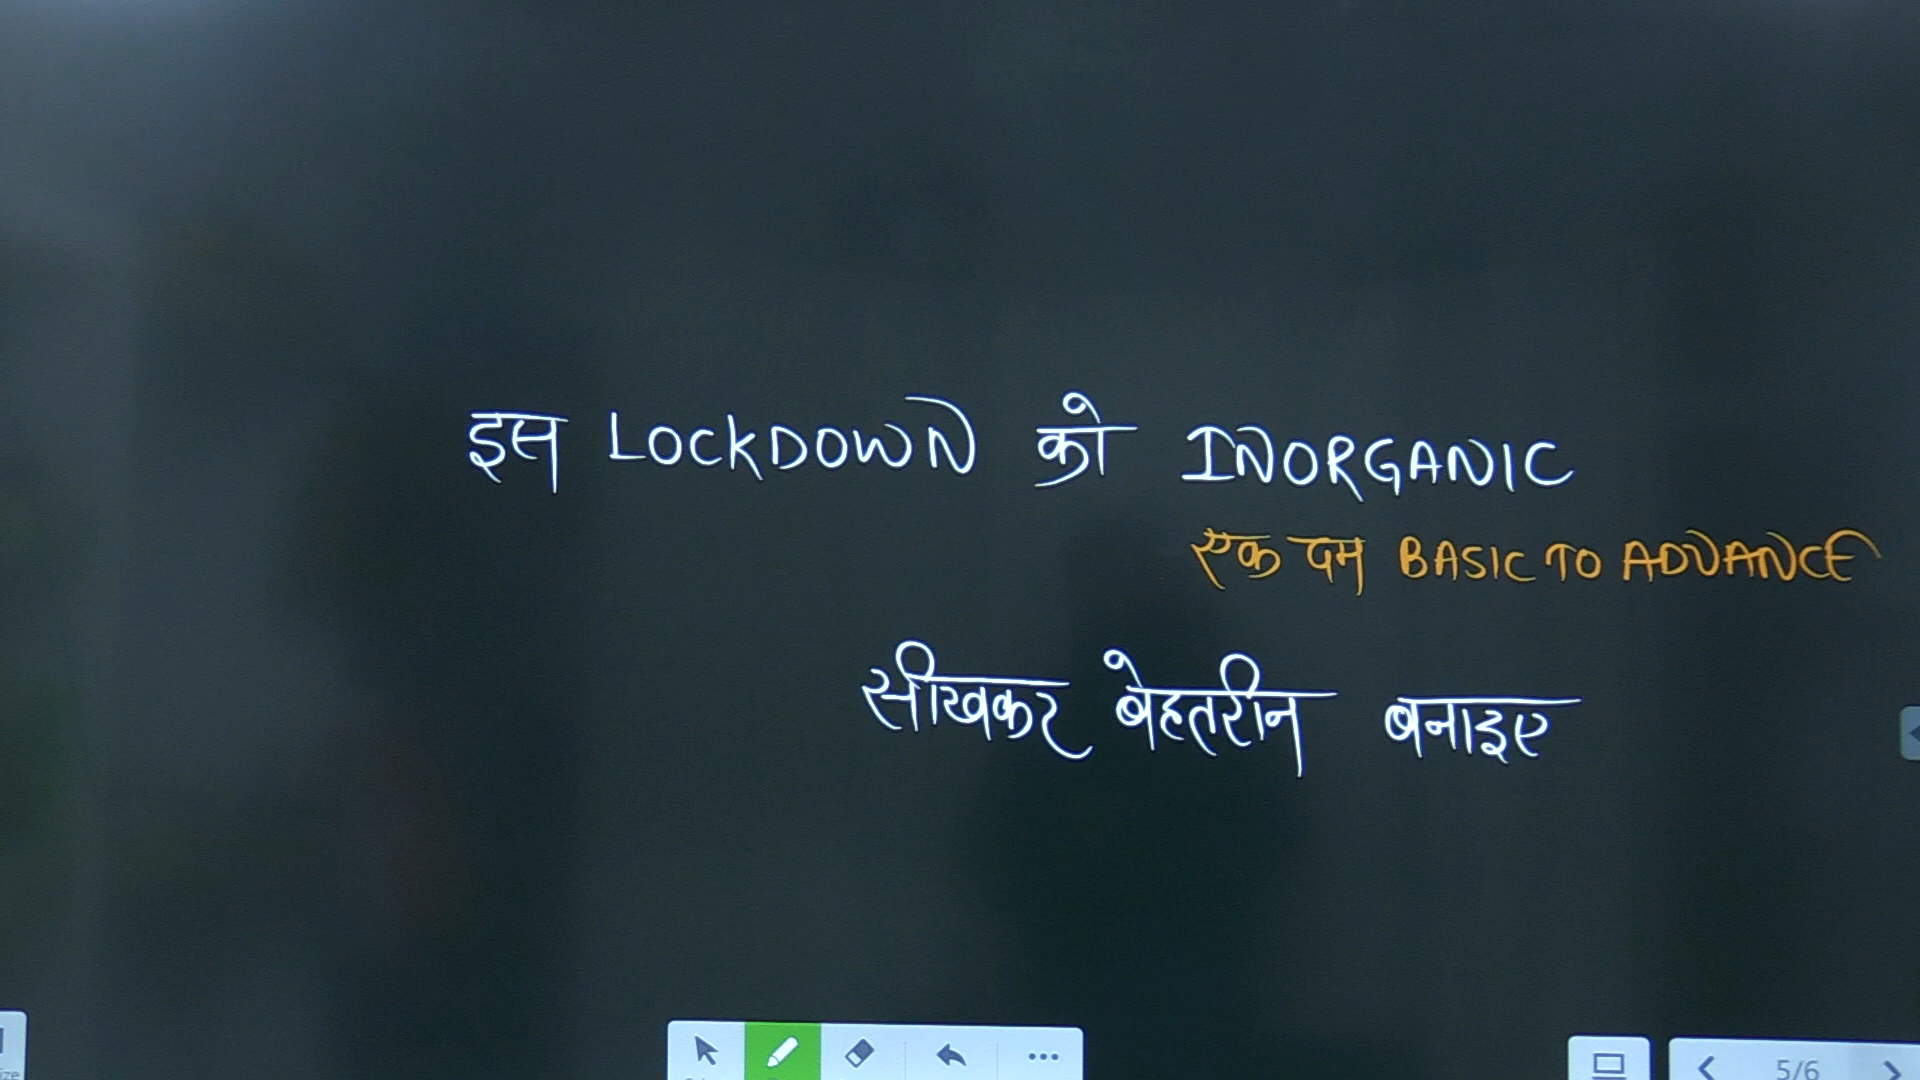 इस LOCKDOWN को INORGANIC
एक दम BASIC TO ADVANCE
सीखकर बेहतरीन बनाइए
5/6